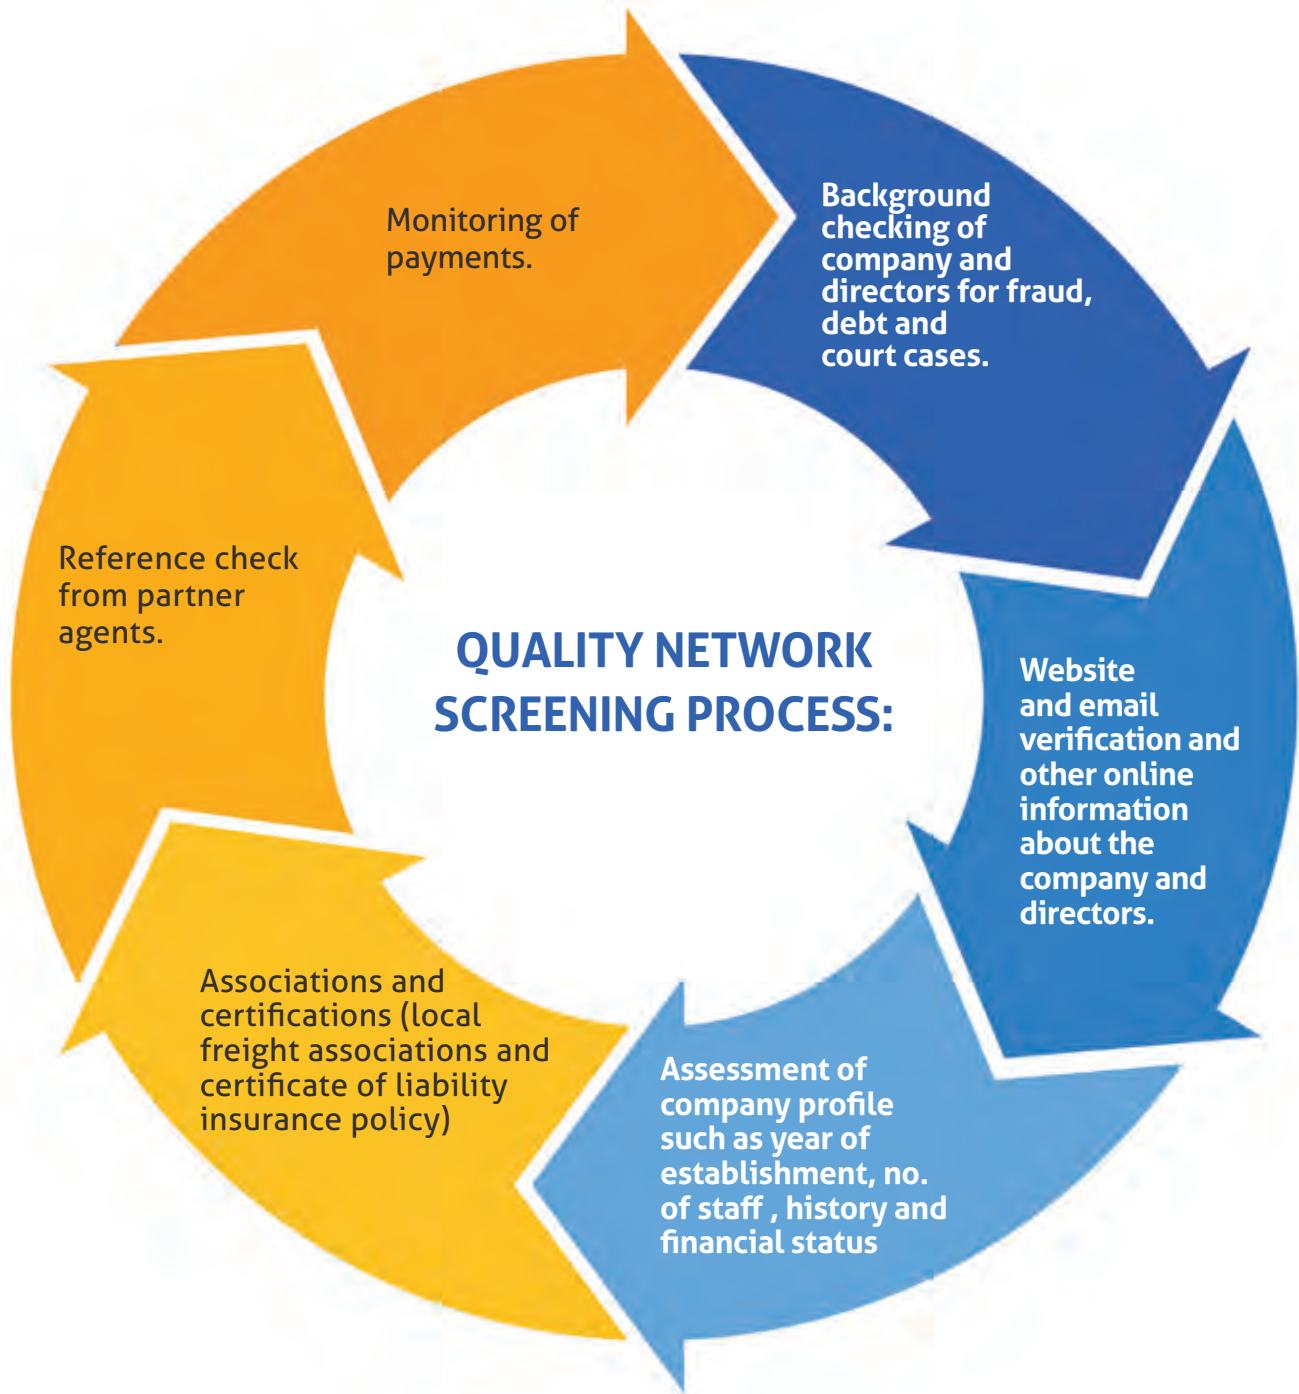 QUALITY NETWORK
SCREENING PROCESS:
Background
checking of
company and
directors for fraud,
debt and
court cases.
Website
and email
verification and
other online
information
about the
company and
directors.
Assessment of
company profile
such as year of
establishment, no.
of staff , history and
financial status
Associations and
certifications (local
freight associations and
certificate of liability
insurance policy)
Reference check
from partner
agents.
Monitoring of
payments.